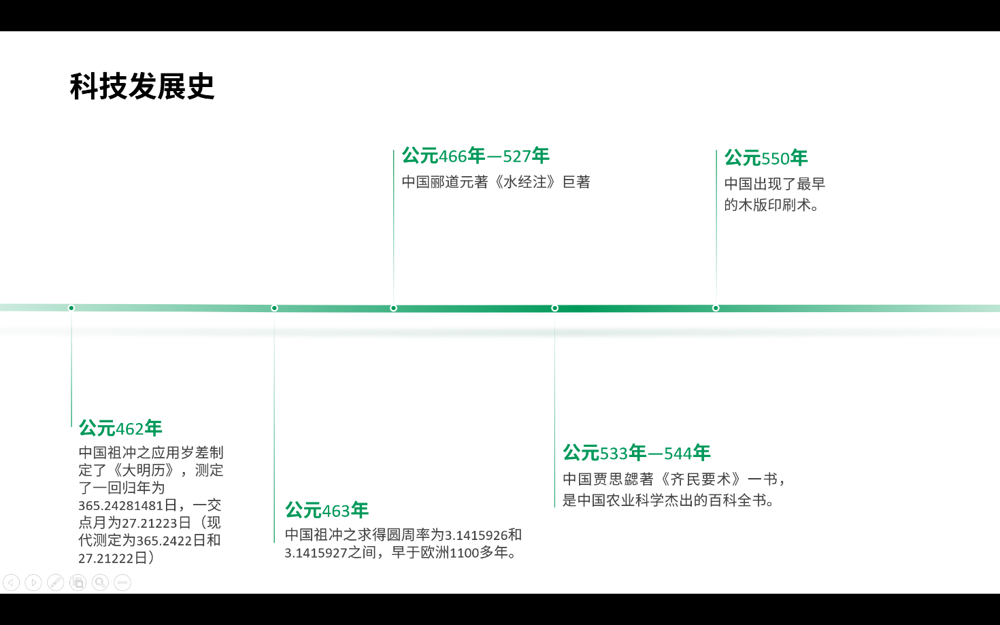 科技发展史
公元466年—527年
中国郦道元著《水经注》巨著
公元550年
中国出现了最早
的木版印刷术。
公元462年
中国祖冲之应用岁差制
定了《大明历》，测定
了一回归年为
365.24281481日，一交
点月为27.21223日（现
代测定为365.2422日和
27.21222日）
公元463年
中国祖冲之求得圆周率为3.1415926和
3.1415927之间，早于欧洲1100多年。
公元533年—544年
中国贾思勰著《齐民要术》一书，
是中国农业科学杰出的百科全书。